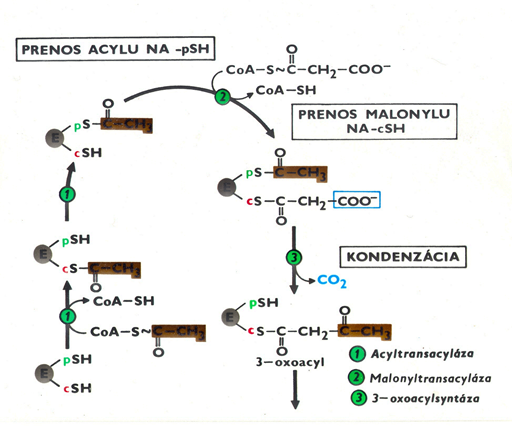 PRENOS ACYLU NA -pSH
CoA-S~C-CH2-COO-
O
CoA-SH
2
PRENOS MALONYLU
NA-cSH
O
pS-C-CH3
E
cSH
1
O
pS-C-CH3
E
cS-C-CH2-COO-
O
3
KONDENZÁCIA
CO2
pSH
E
cS-C-CH3
O
CoA-SH
1
CoA-S~C-CH3
O
pSH
E
cSH
pSH
E
cS-C-CH2-C-CH3
O O
3-oxoacyl
1 Acyltransacyláza
2 Malonyltransacyláza
3 3-oxoacylsyntáza